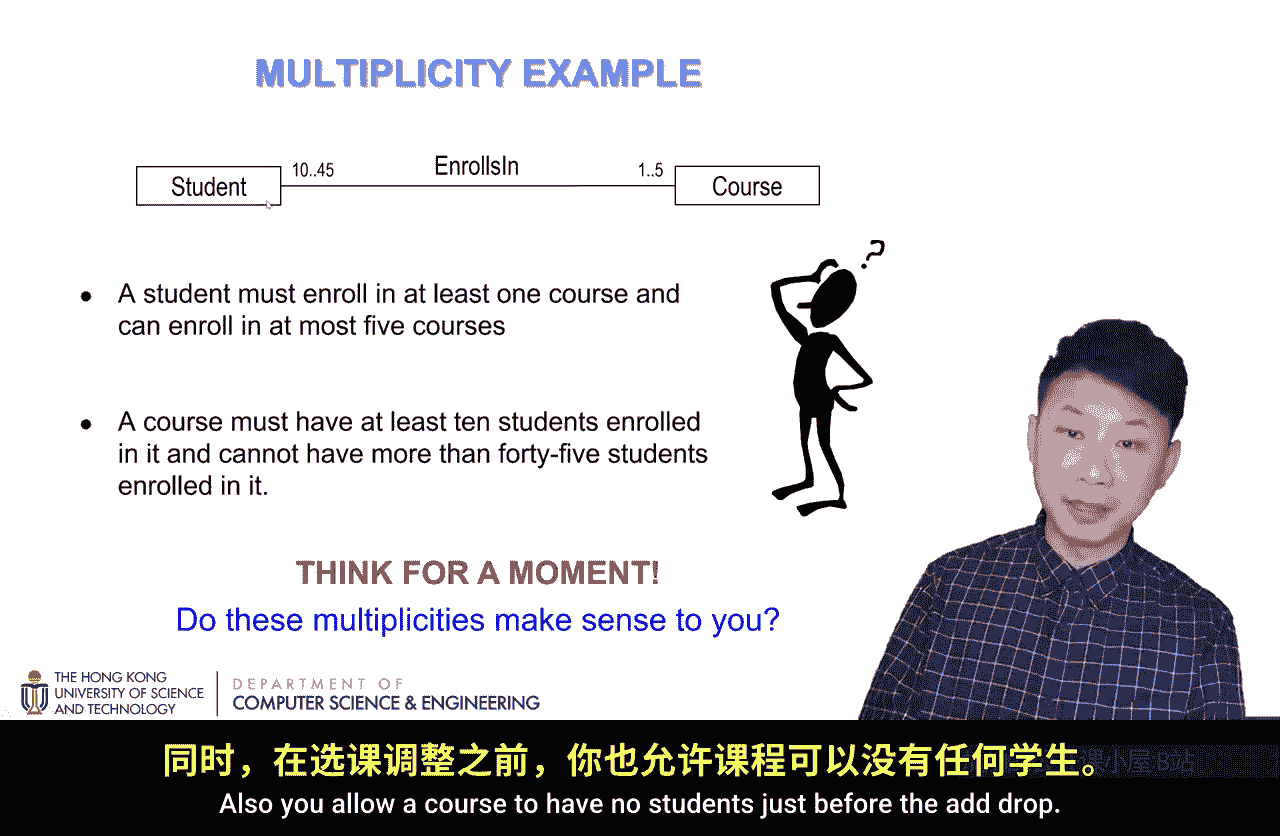 MULTIPLICITY EXAMPLE
Student
10..45
EnrollsIn
1..5
Course
?
• A student must enroll in at least one course and
can enroll in at most five courses
• A course must have at least ten students enrolled
in it and cannot have more than forty-five students
enrolled in it.
THINK FOR A MOMENT!
Do these multiplicities make sense to you?
THE HONG KONG
UNIVERSITY OF SCIENCE
AND TECHNOLOGY
DEPARTMENT OF
COMPUTER SCIENCE & ENGINEERING
同时，在选课调整之前，你也允许课程可以没有任何学生。
课小屋 B站
Also you allow a course to have no students just before the add drop.